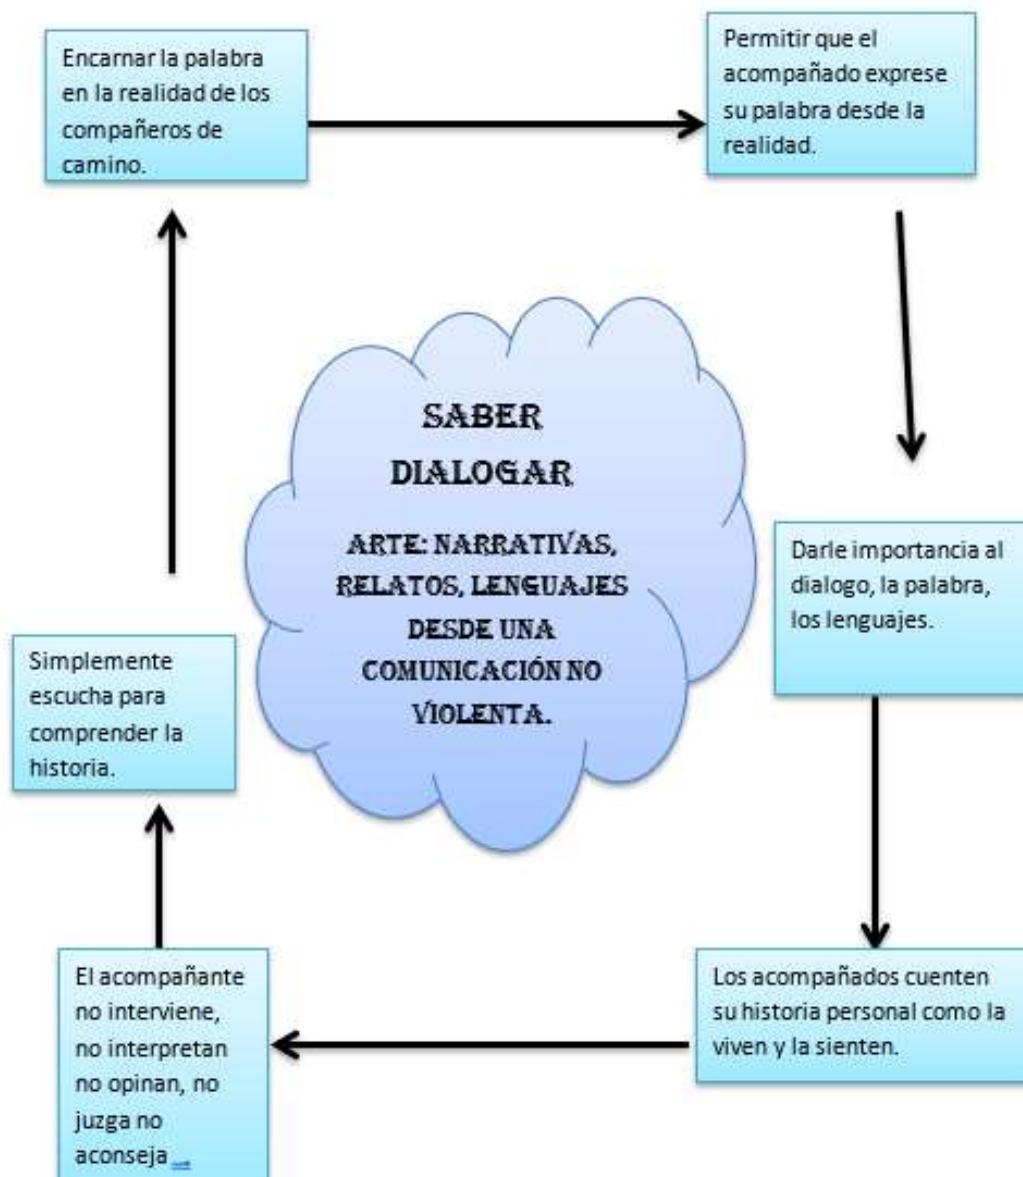 Encarnar la palabra
en la realidad de los
compañeros de
camino.
Permitir que el
acompañado exprese
su palabra desde la
realidad.
SABER
DIALOGAR
ARTE: NARRATIVAS,
RELATOS, LENGUAJES
DESDE UNA
COMUNICACIÓN NO
VIOLENTA.
Darle importancia al
dialogo, la palabra,
los lenguajes.
Los acompañados cuenten
su historia personal como la
viven y la sienten.
El acompañante
no interviene,
no interpretan
no opinan, no
juzga no
aconseja
Simplemente
escucha para
comprender la
historia.